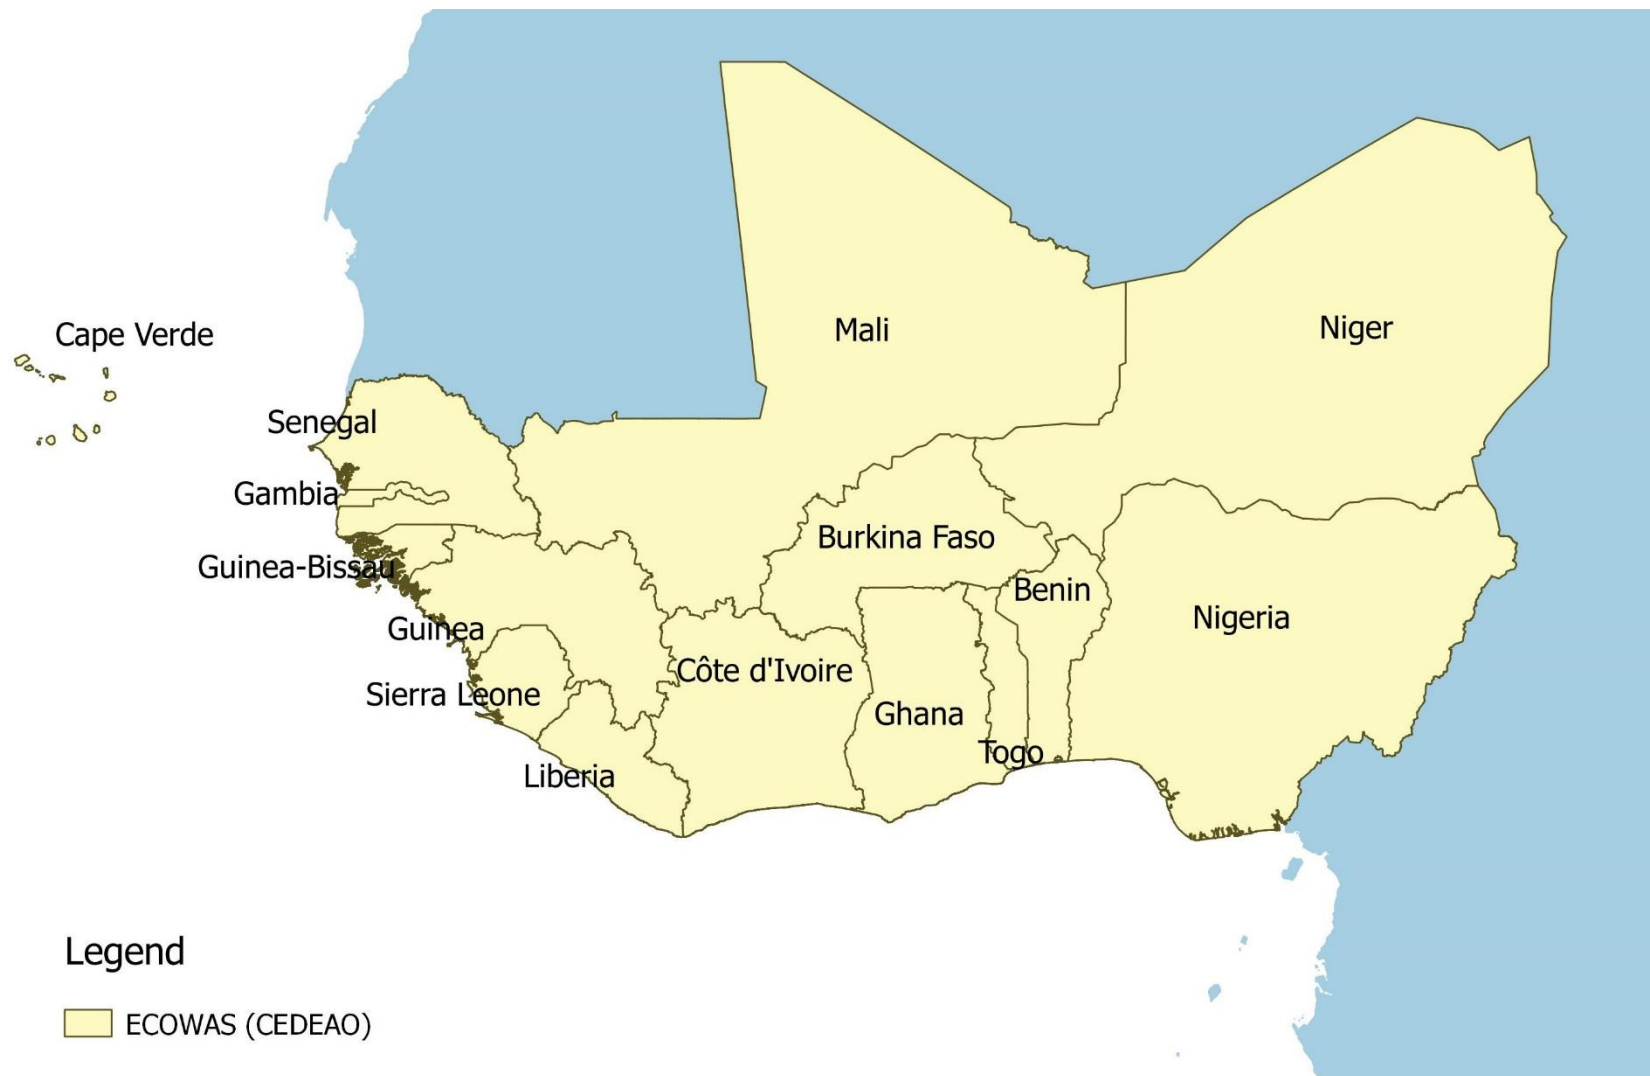 Cape Verde
Mali
Niger
Senegal
Gambia
Burkina Faso
Guinea-Bissau
Benin
Nigeria
Guinea
Côte d'Ivoire
Sierra Leone
Ghana
Togo
Liberia
Legend
ECOWAS (CEDEAO)